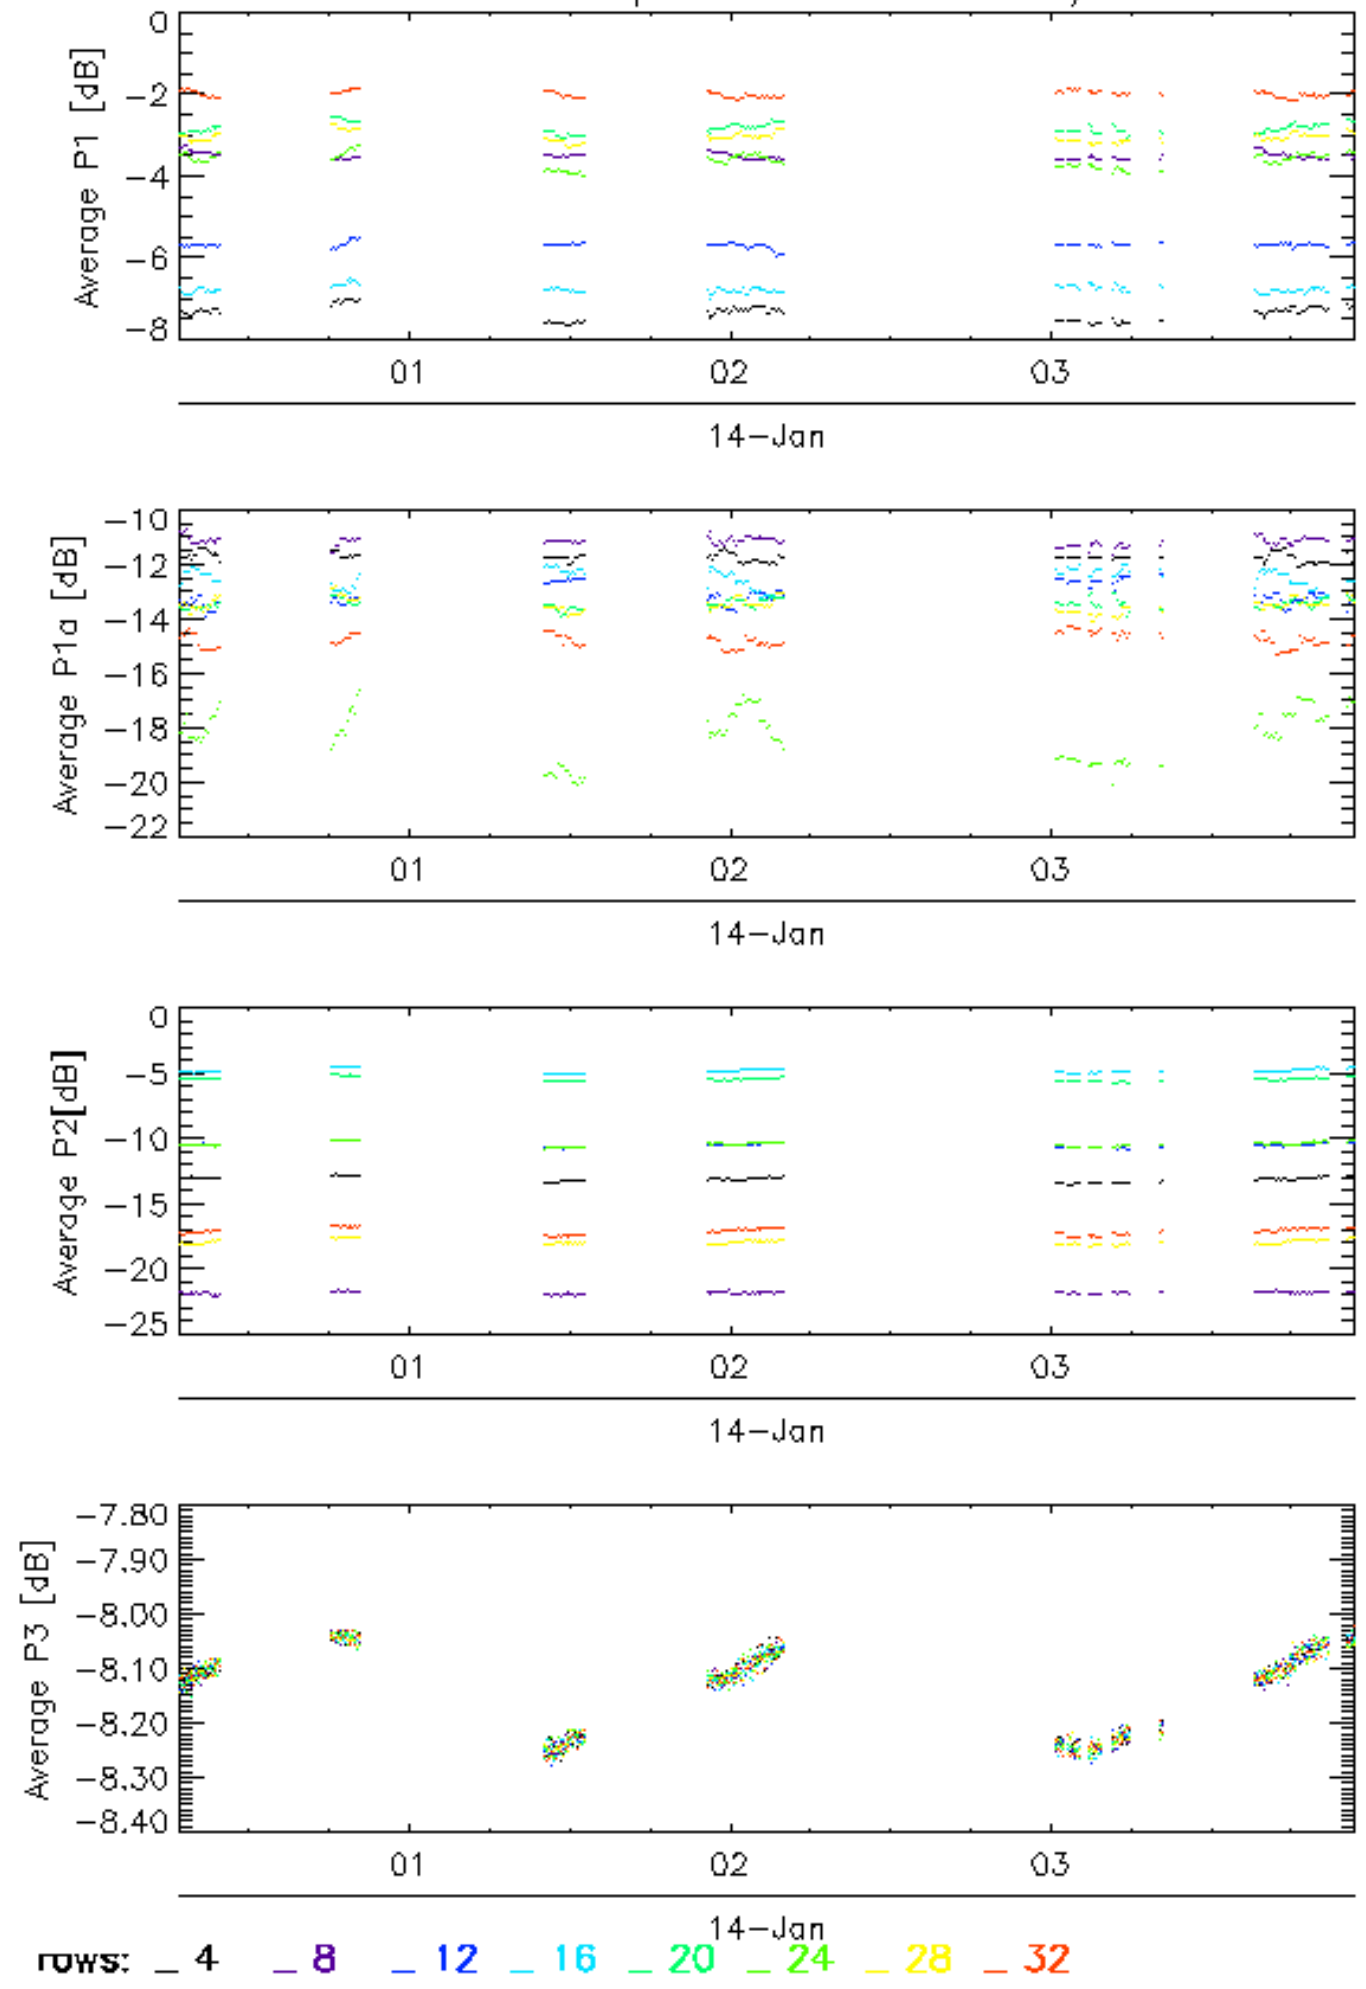 Average P1 [dB]
0
−2
−4
−6
−8
01 02 03
14−Jan
Average P1a [dB]
−10
−12
−14
−16
−18
−20
−22
01 02 03
14−Jan
Average P2[dB]
0
−5
−10
−15
−20
−25
01 02 03
14−Jan
Average P3 [dB]
−7.80
−7.90
−8.00
−8.10
−8.20
−8.30
−8.40
01 02 03
14−Jan
rows: _ 4 _ 8 _ 12 _ 16 _ 20 _ 24 _ 28 _ 32